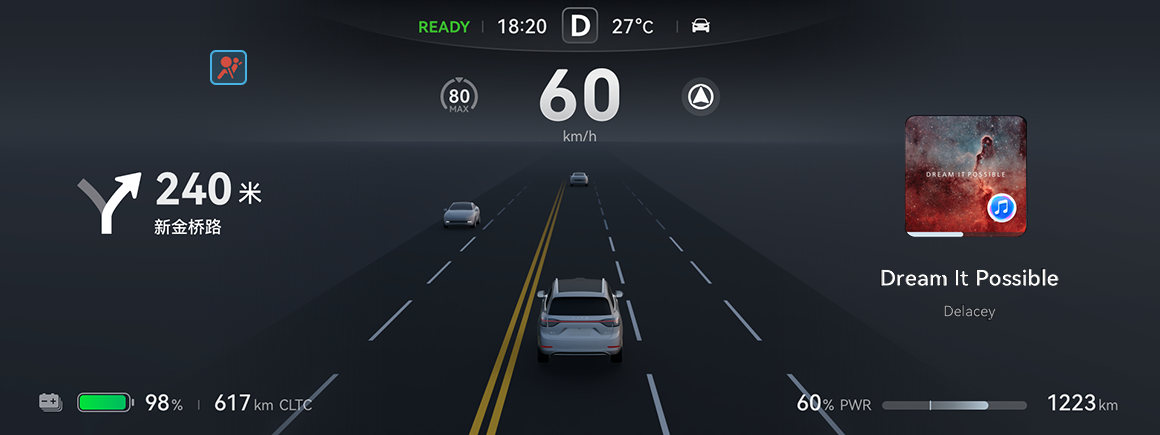 READY 18:20 D 27°C
80
MAX
60
km/h
240 米
新金桥路
DREAM IT POSSIBLE
Dream It Possible
Delacey
98% 617 km CLTC
60% PWR 1223 km